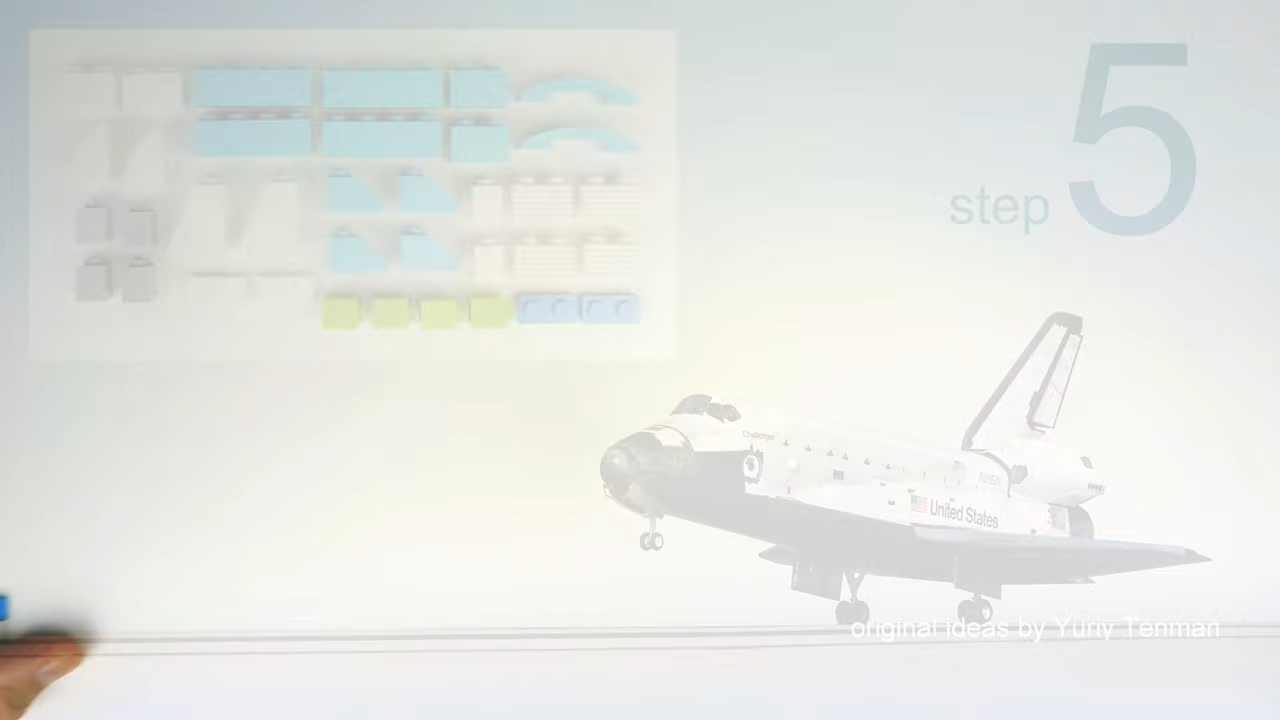 step 5
Challenger
NASA
United States
original ideas by Yuriy Tenman